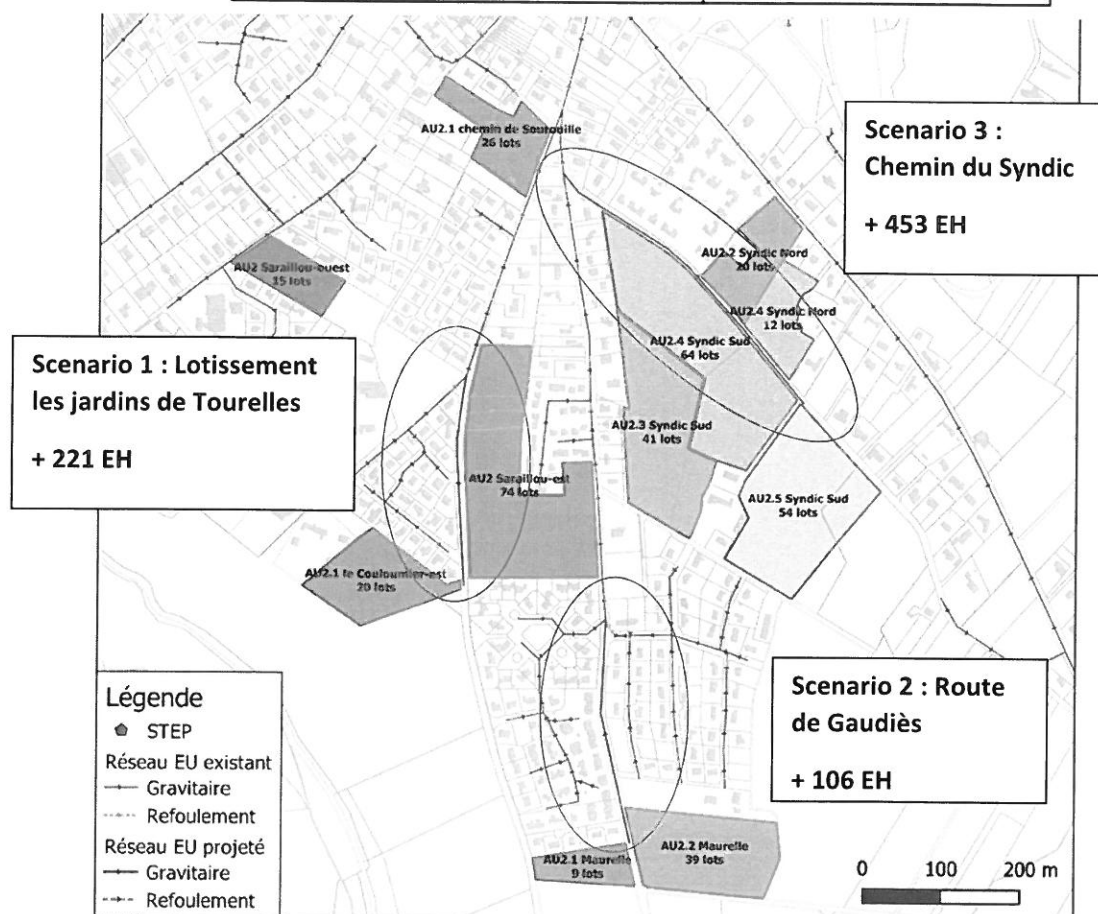 AU2.1 chemin de Sourouille
26 lots
Scenario 3 :
Chemin du Syndic
+ 453 EH
AU2 Saraillou-ouest
15 lots
AU2.2 Syndic Nord
20 lots
AU2.4 Syndic Nord
12 lots
AU2.4 Syndic Sud
64 lots
Scenario 1 : Lotissement
les jardins de Tourelles
+ 221 EH
AU2.3 Syndic Sud
41 lots
AU2 Saraillou-est
74 lots
AU2.5 Syndic Sud
54 lots
AU2.1 le Couloumier-est
20 lots
Scenario 2 : Route
de Gaudiès
+ 106 EH
Légende
STEP
Réseau EU existant
Gravitaire
Refoulement
Réseau EU projeté
Gravitaire
Refoulement
AU2.1 Maurelle
9 lots
AU2.2 Maurelle
39 lots
0 100 200 m